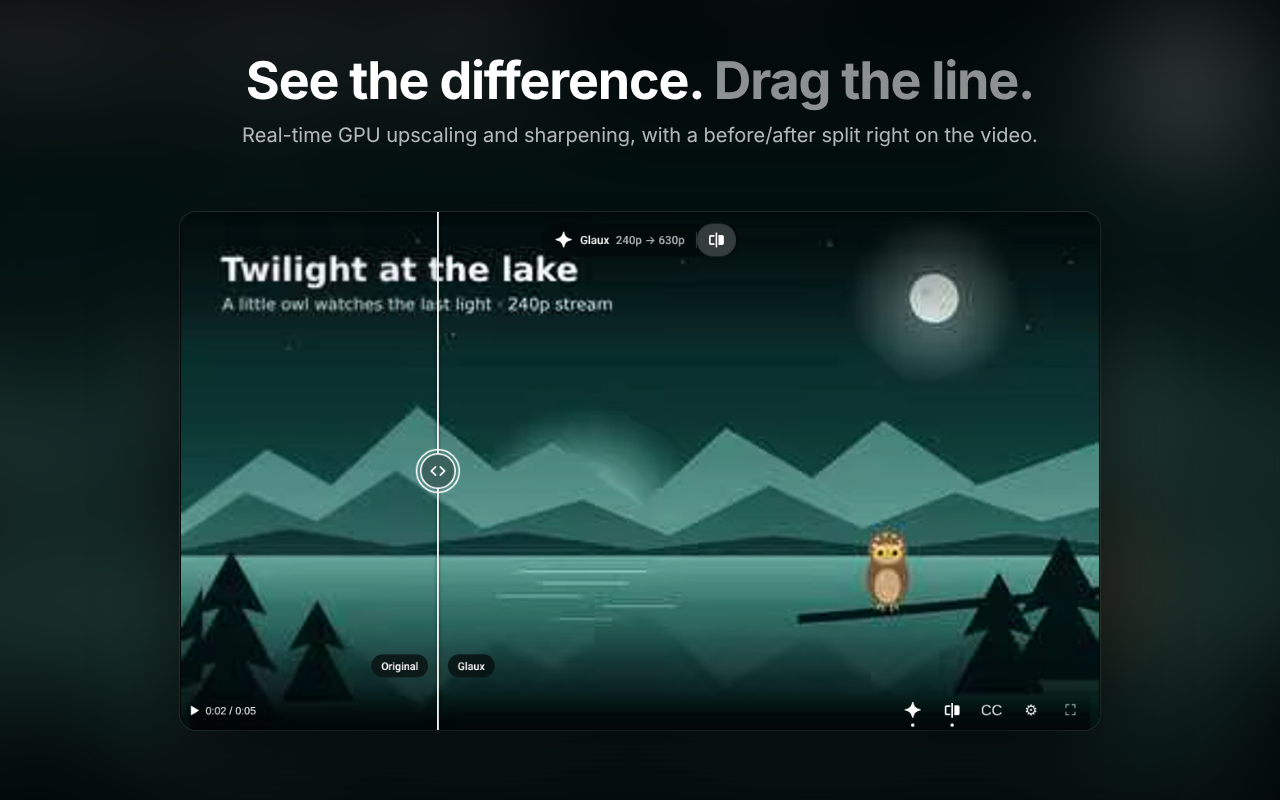 See the difference. Drag the line.
Real-time GPU upscaling and sharpening, with a before/after split right on the video.
Glaux 240p → 630p
Twilight at the lake
A little owl watches the last light · 240p stream
Original
Glaux
0:02 / 0:05
CC